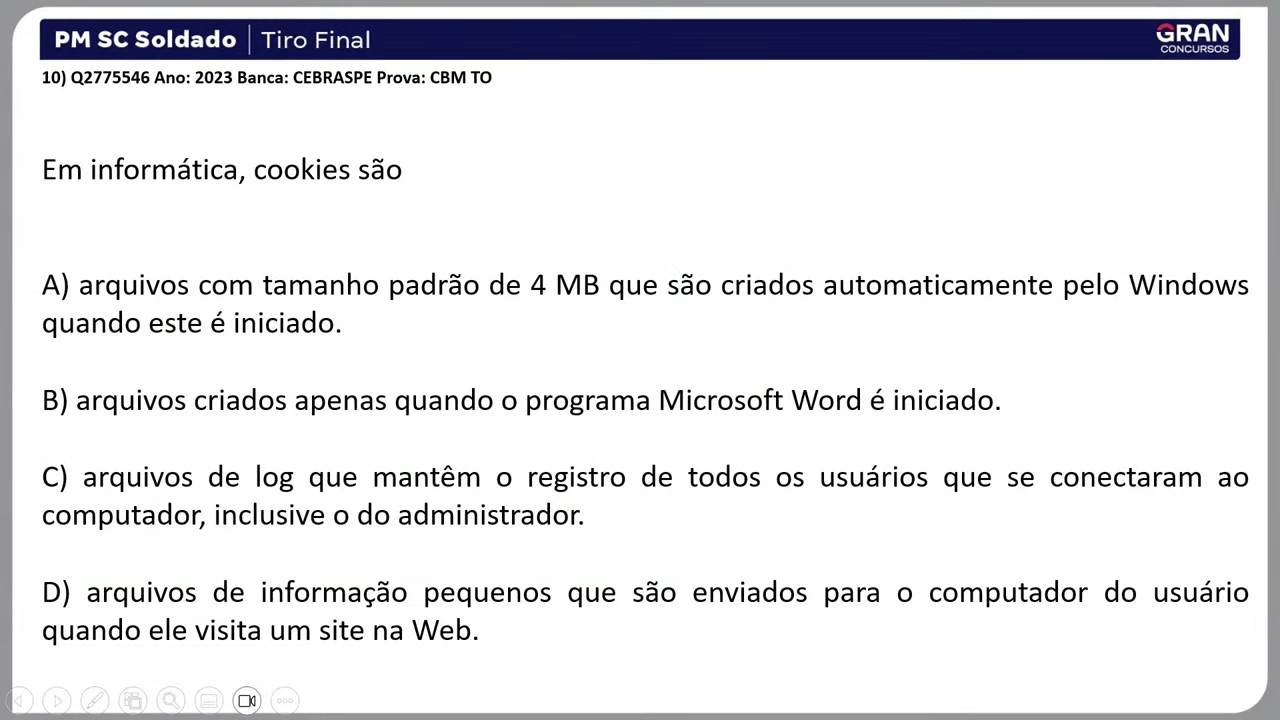 PM SC Soldado | Tiro Final
GRAN
CONCURSOS
10) Q2775546 Ano: 2023 Banca: CEBRASPE Prova: CBM TO
Em informática, cookies são
A) arquivos com tamanho padrão de 4 MB que são criados automaticamente pelo Windows
quando este é iniciado.
B) arquivos criados apenas quando o programa Microsoft Word é iniciado.
C) arquivos de log que mantêm o registro de todos os usuários que se conectaram ao
computador, inclusive o do administrador.
D) arquivos de informação pequenos que são enviados para o computador do usuário
quando ele visita um site na Web.